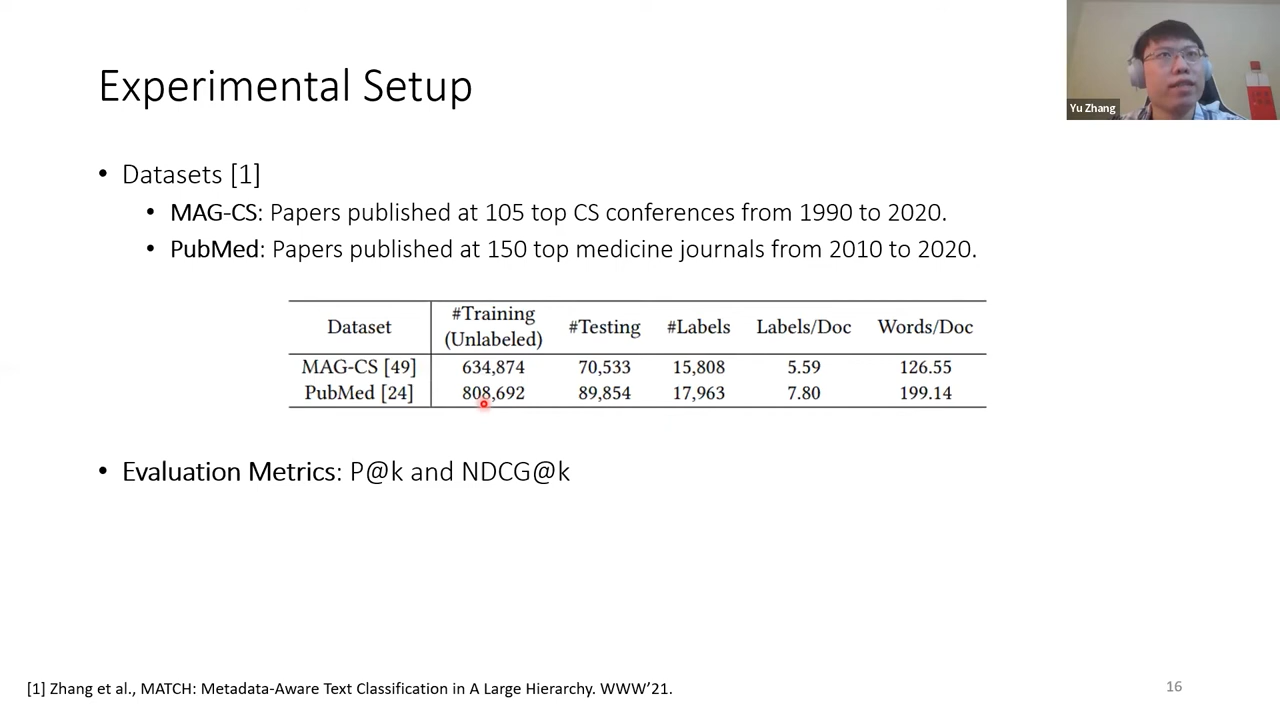 Experimental Setup
Yu Zhang
• Datasets [1]
• MAG-CS: Papers published at 105 top CS conferences from 1990 to 2020.
• PubMed: Papers published at 150 top medicine journals from 2010 to 2020.
Dataset #Training (Unlabeled) #Testing #Labels Labels/Doc Words/Doc
MAG-CS [49] 634,874 70,533 15,808 5.59 126.55
PubMed [24] 808,692 89,854 17,963 7.80 199.14
• Evaluation Metrics: P@k and NDCG@k
[1] Zhang et al., MATCH: Metadata-Aware Text Classification in A Large Hierarchy. WWW’21.
16